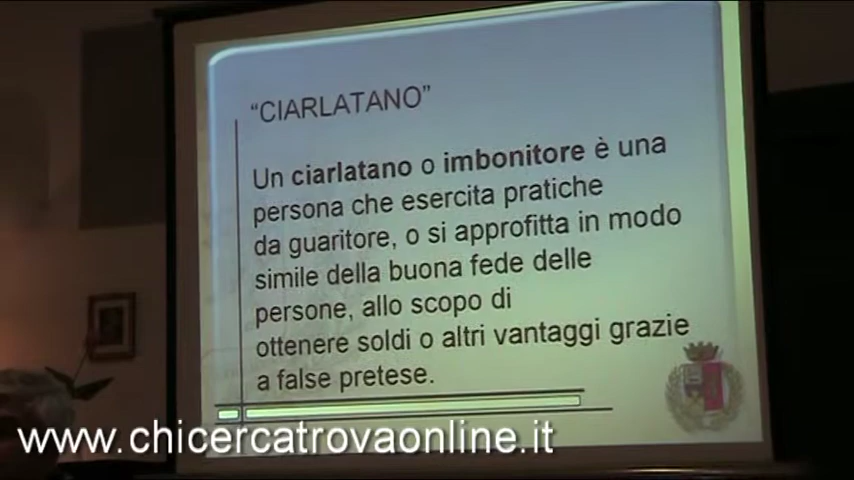 “CIARLATANO”
Un ciarlatano o imbonitore è una
persona che esercita pratiche
da guaritore, o si approfitta in modo
simile della buona fede delle
persone, allo scopo di
ottenere soldi o altri vantaggi grazie
a false pretese.
www.chicercatrovaonline.it